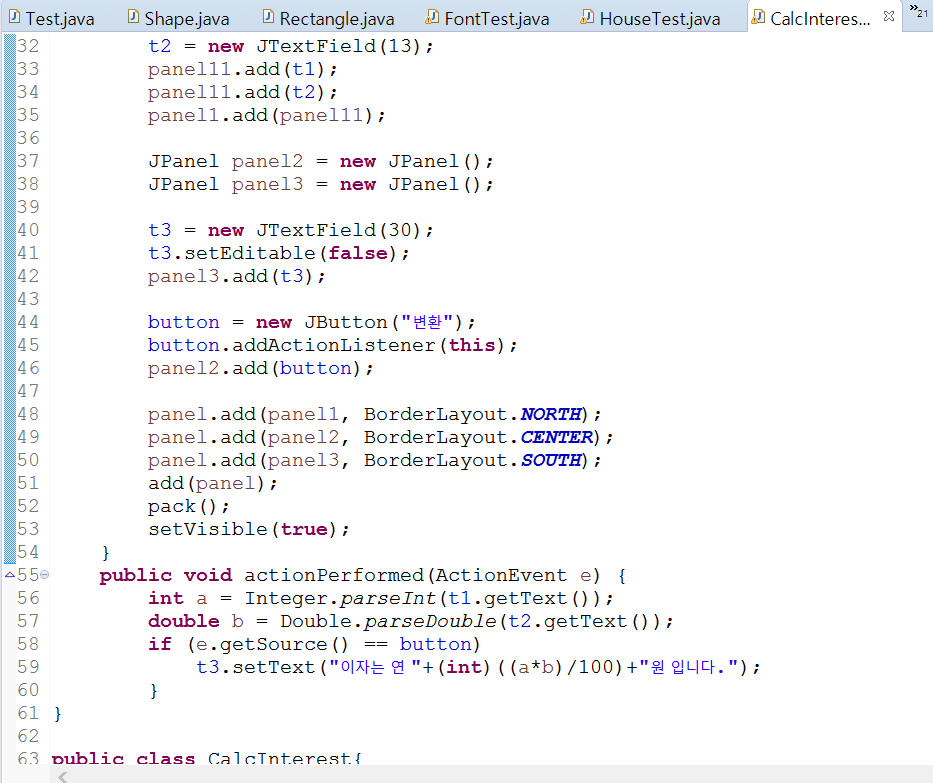 Test.java Shape.java Rectangle.java FontTest.java HouseTest.java CalcInteres... »21
32 t2 = new JTextField(13);
33 panel11.add(t1);
34 panel11.add(t2);
35 panel1.add(panel11);
36
37 JPanel panel2 = new JPanel();
38 JPanel panel3 = new JPanel();
39
40 t3 = new JTextField(30);
41 t3.setEditable(false);
42 panel3.add(t3);
43
44 button = new JButton("변환");
45 button.addActionListener(this);
46 panel2.add(button);
47
48 panel.add(panel1, BorderLayout.NORTH);
49 panel.add(panel2, BorderLayout.CENTER);
50 panel.add(panel3, BorderLayout.SOUTH);
51 add(panel);
52 pack();
53 setVisible(true);
54 }
55 public void actionPerformed(ActionEvent e) {
56 int a = Integer.parseInt(t1.getText());
57 double b = Double.parseDouble(t2.getText());
58 if (e.getSource() == button)
59 t3.setText("이자는 연 "+(int)((a*b)/100)+"원 입니다.");
60 }
61 }
62
63 public class CalcInterest{